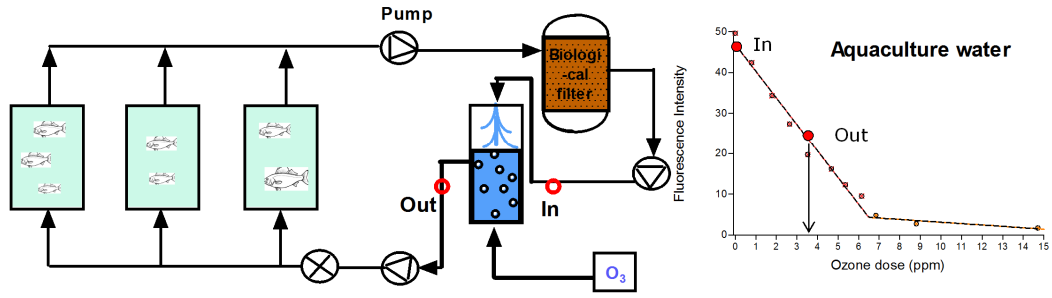 Pump
Biologi
-cal
filter
Out
In
O3
Aquaculture water
In
Out
Fluorescence Intensity
50
40
30
20
10
0
0 1 2 3 4 5 6 7 8 9 10 11 12 13 14 15
Ozone dose (ppm)